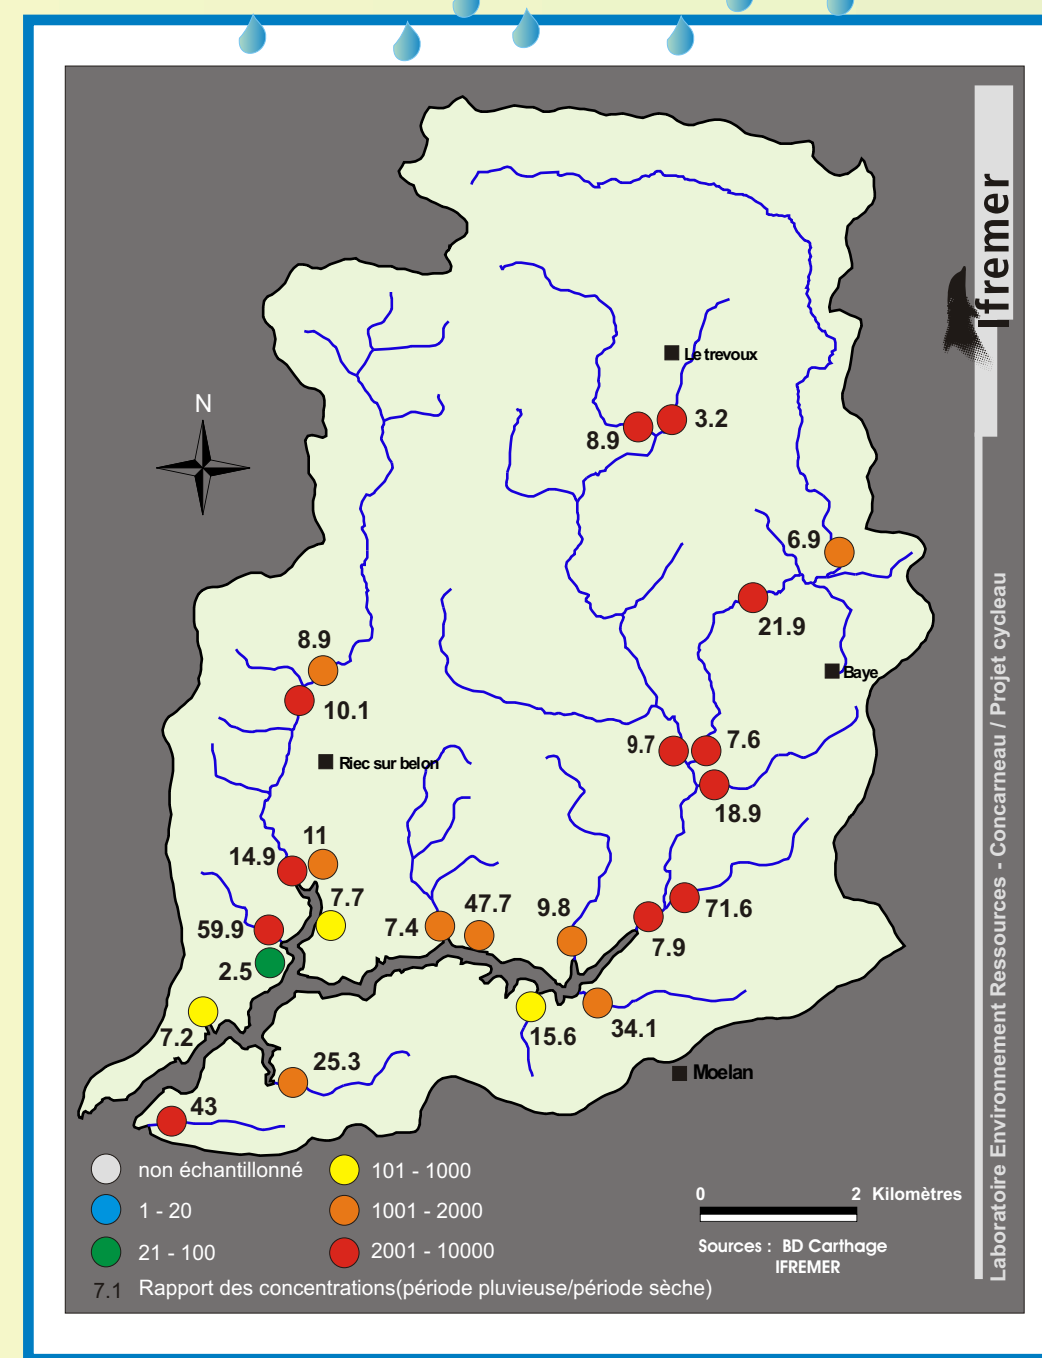 Ifremer
Laboratoire Environnement Ressources - Concarneau / Projet cycleau
N
Le trevoux
8.9
3.2
6.9
21.9
Baye
8.9
10.1
9.7
7.6
Riec sur belon
18.9
11
14.9
7.7
47.7
9.8
71.6
59.9
7.4
7.9
2.5
7.2
15.6
34.1
25.3
Moelan
43
non échantillonné
1 - 20
21 - 100
101 - 1000
1001 - 2000
2001 - 10000
7.1 Rapport des concentrations(période pluvieuse/période sèche)
0 2 Kilomètres
Sources : BD Carthage
IFREMER